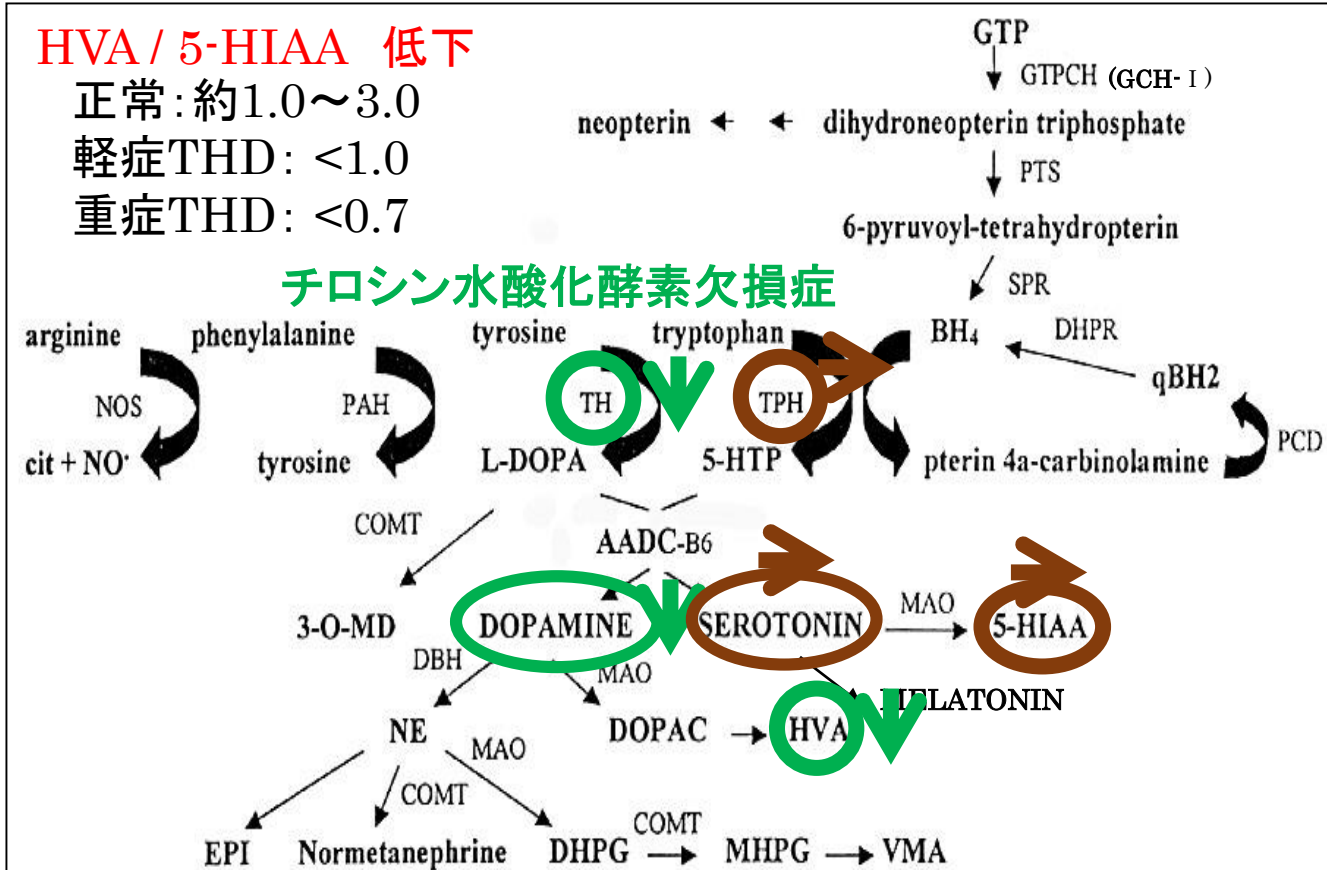 HVA / 5-HIAA 低下
正常：約1.0～3.0
軽症THD：<1.0
重症THD：<0.7
GTP
GTPCH (GCH-Ⅰ)
neopterin
dihydroneopterin triphosphate
PTS
6-pyruvoyl-tetrahydropterin
SPR
チロシン水酸化酵素欠損症
arginine
phenylalanine
tyrosine
tryptophan
BH4
DHPR
qBH2
NOS
PAH
TH
TPH
PCD
cit + NO·
tyrosine
L-DOPA
5-HTP
pterin 4a-carbinolamine
COMT
AADC-B6
3-O-MD
DOPAMINE
SEROTONIN
MAO
5-HIAA
DBH
MAO
MELATONIN
NE
DOPAC
HVA
MAO
COMT
COMT
EPI
Normetanephrine
DHPG
MHPG
VMA